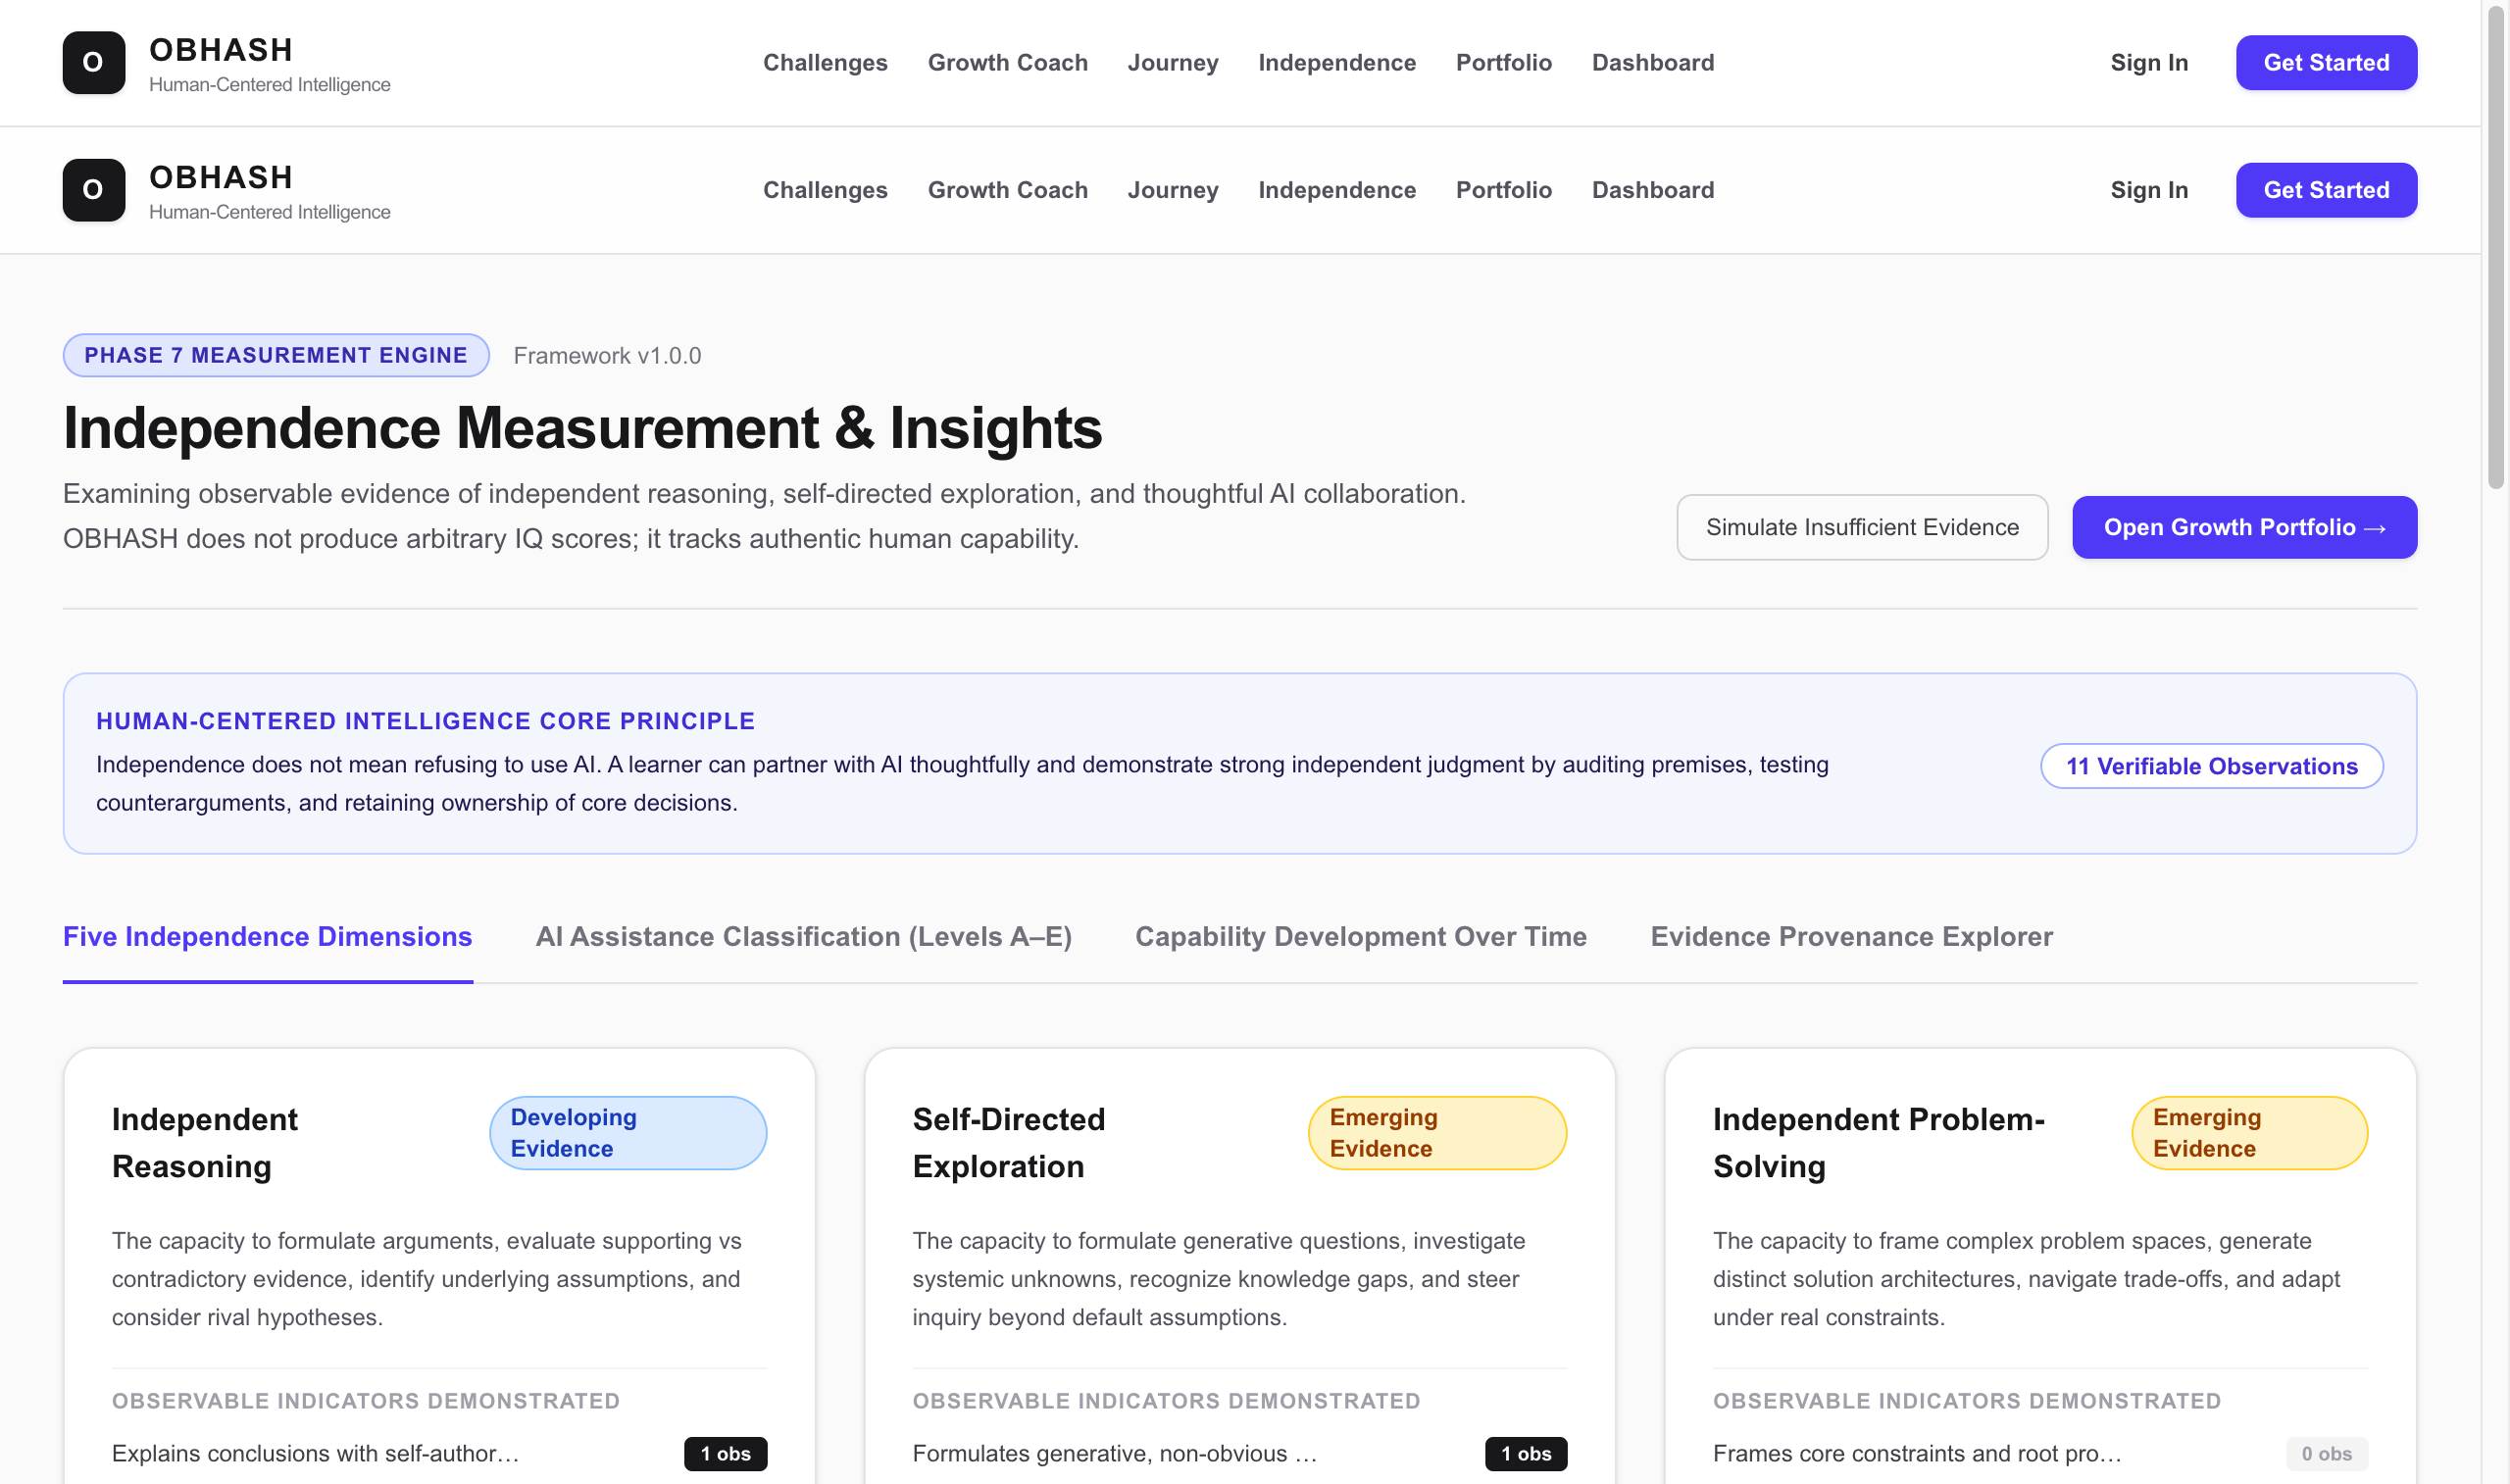 O
OBHASH
Human-Centered Intelligence
Challenges Growth Coach Journey Independence Portfolio Dashboard
Sign In Get Started
O
OBHASH
Human-Centered Intelligence
Challenges Growth Coach Journey Independence Portfolio Dashboard
Sign In Get Started
PHASE 7 MEASUREMENT ENGINE Framework v1.0.0
Independence Measurement & Insights
Examining observable evidence of independent reasoning, self-directed exploration, and thoughtful AI collaboration.
OBHASH does not produce arbitrary IQ scores; it tracks authentic human capability.
Simulate Insufficient Evidence Open Growth Portfolio →
HUMAN-CENTERED INTELLIGENCE CORE PRINCIPLE
Independence does not mean refusing to use AI. A learner can partner with AI thoughtfully and demonstrate strong independent judgment by auditing premises, testing
counterarguments, and retaining ownership of core decisions.
11 Verifiable Observations
Five Independence Dimensions AI Assistance Classification (Levels A–E) Capability Development Over Time Evidence Provenance Explorer
Independent
Reasoning
Developing
Evidence
The capacity to formulate arguments, evaluate supporting vs
contradictory evidence, identify underlying assumptions, and
consider rival hypotheses.
OBSERVABLE INDICATORS DEMONSTRATED
Explains conclusions with self-author… 1 obs
Self-Directed
Exploration
Emerging
Evidence
The capacity to formulate generative questions, investigate
systemic unknowns, recognize knowledge gaps, and steer
inquiry beyond default assumptions.
OBSERVABLE INDICATORS DEMONSTRATED
Formulates generative, non-obvious … 1 obs
Independent Problem-
Solving
Emerging
Evidence
The capacity to frame complex problem spaces, generate
distinct solution architectures, navigate trade-offs, and adapt
under real constraints.
OBSERVABLE INDICATORS DEMONSTRATED
Frames core constraints and root pro… 0 obs